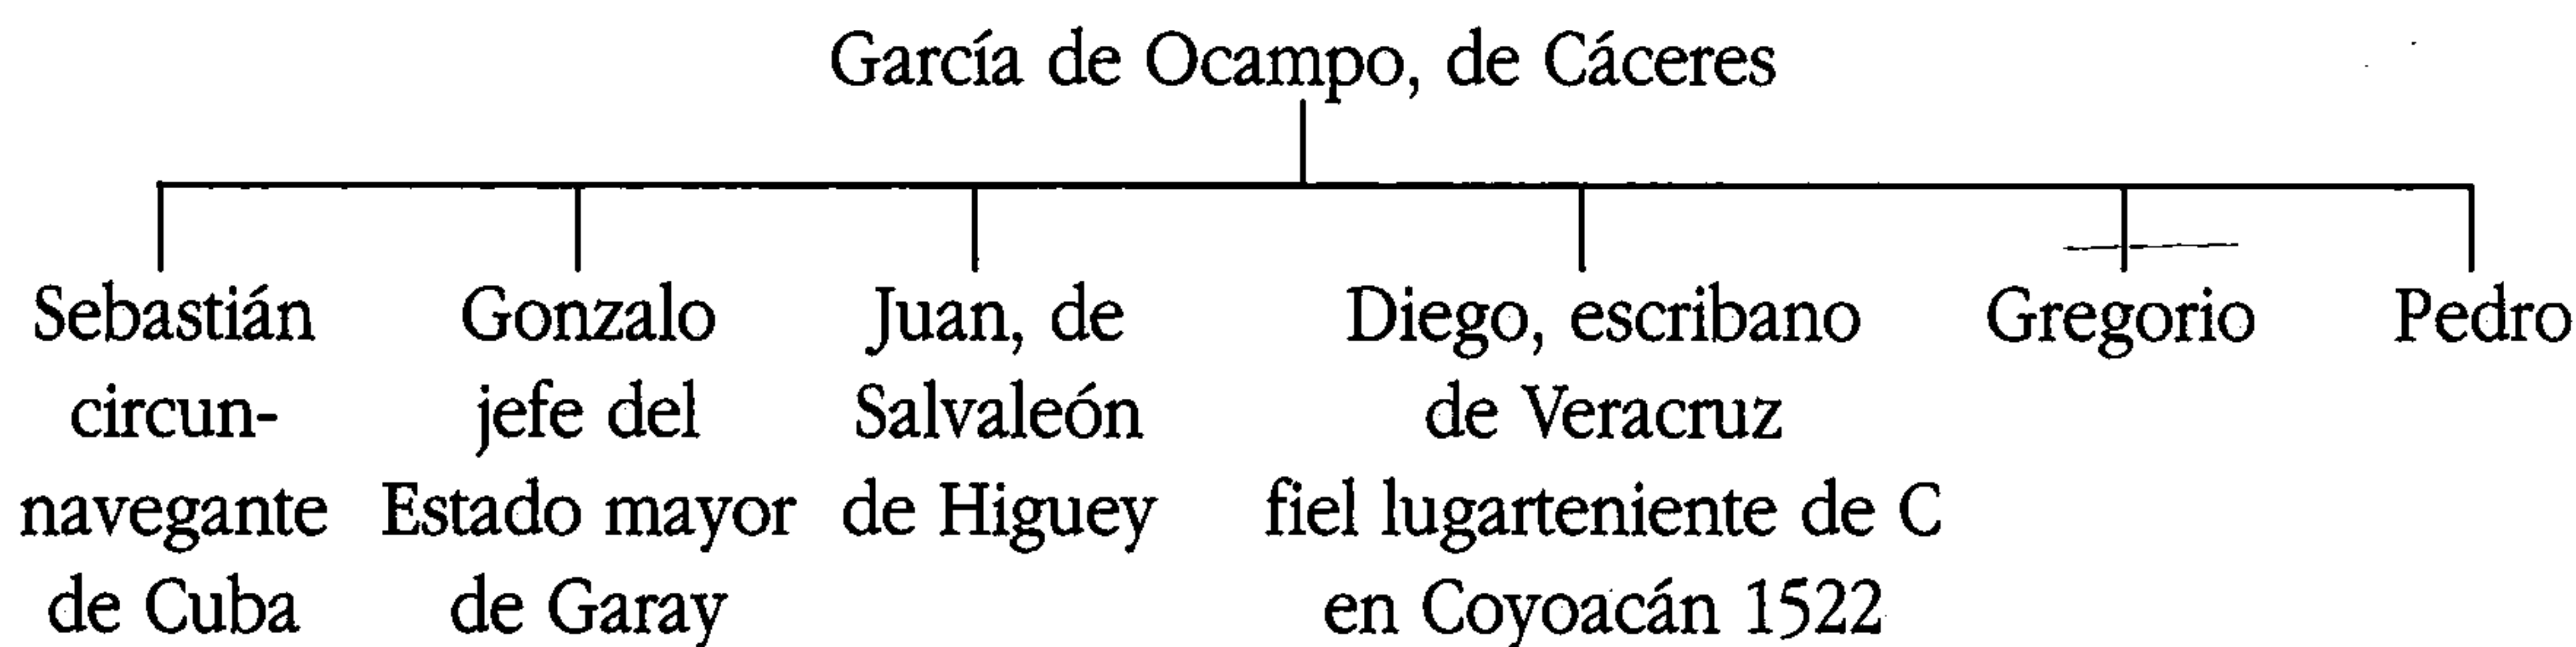 García de Ocampo, de Cáceres
Sebastián
circun-
navegante
de Cuba
Gonzalo
jefe del
Estado mayor
de Garay
Juan, de
Salvaleón
de Higuey
Diego, escribano
de Veracruz
fiel lugarteniente de C
en Coyoacán 1522
Gregorio
Pedro